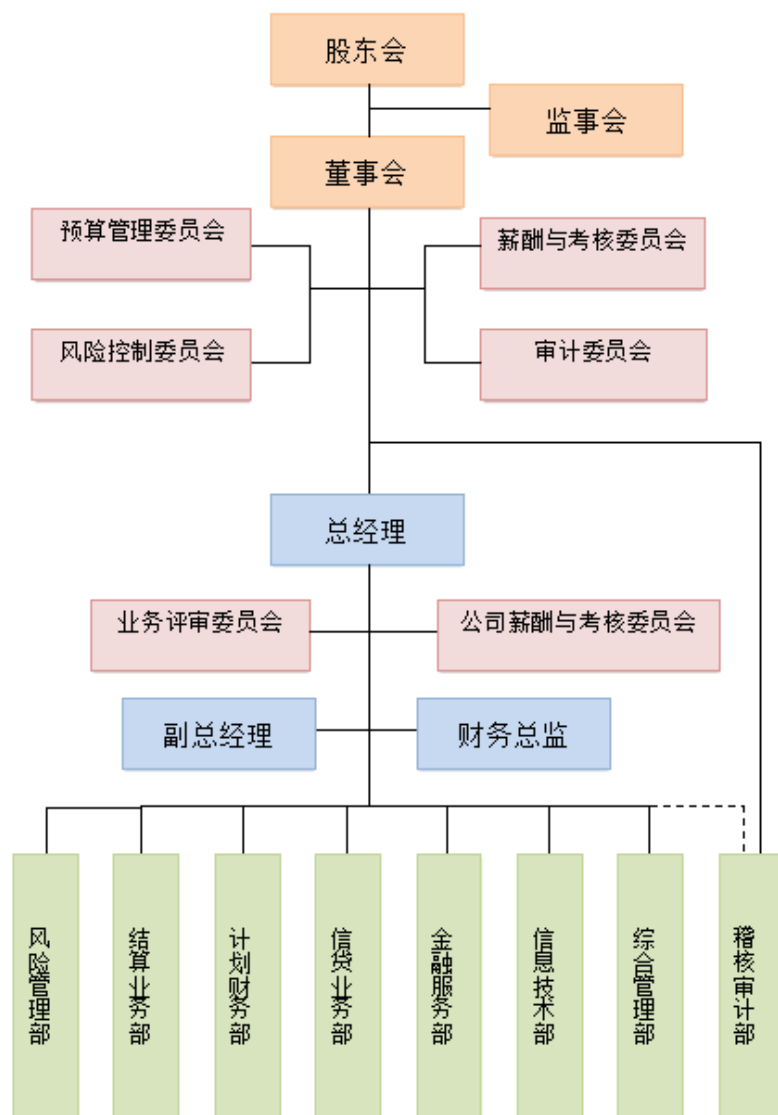 股东会
监事会
董事会
预算管理委员会
薪酬与考核委员会
风险控制委员会
审计委员会
总经理
业务评审委员会
公司薪酬与考核委员会
副总经理
财务总监
风险管理部
结算业务部
计划财务部
信贷业务部
金融服务部
信息技术部
综合管理部
稽核审计部